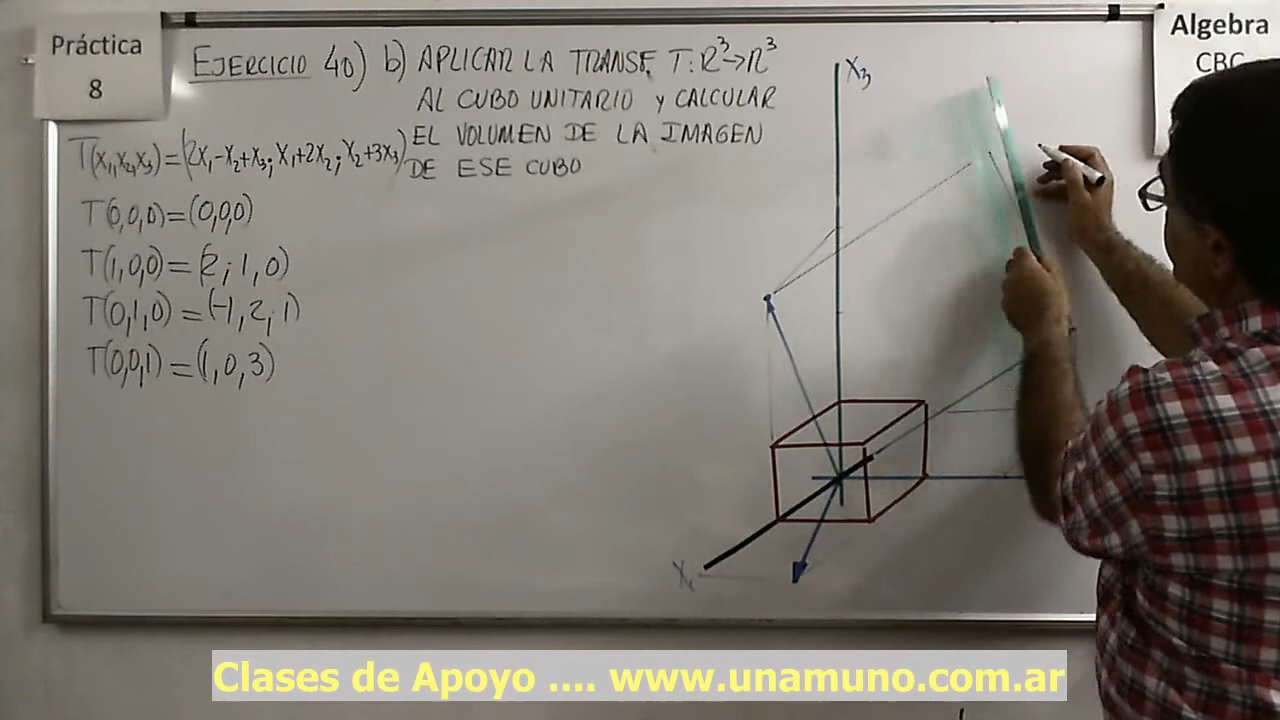 Práctica
8
Algebra
CBC
EJERCICIO 40) b) APLICAR LA TRANSF. T: R³→R³
AL CUBO UNITARIO Y CALCULAR
EL VOLUMEN DE LA IMAGEN
DE ESE CUBO
T(x₁,x₂,x₃)=(2x₁-x₂+x₃; x₁+2x₂; x₂+3x₃)
T(0,0,0)=(0,0,0)
T(1,0,0)=(2;1,0)
T(0,1,0)=(-1,2;1)
T(0,0,1)=(1,0,3)
X₃
X₁
Clases de Apoyo .... www.unamuno.com.ar